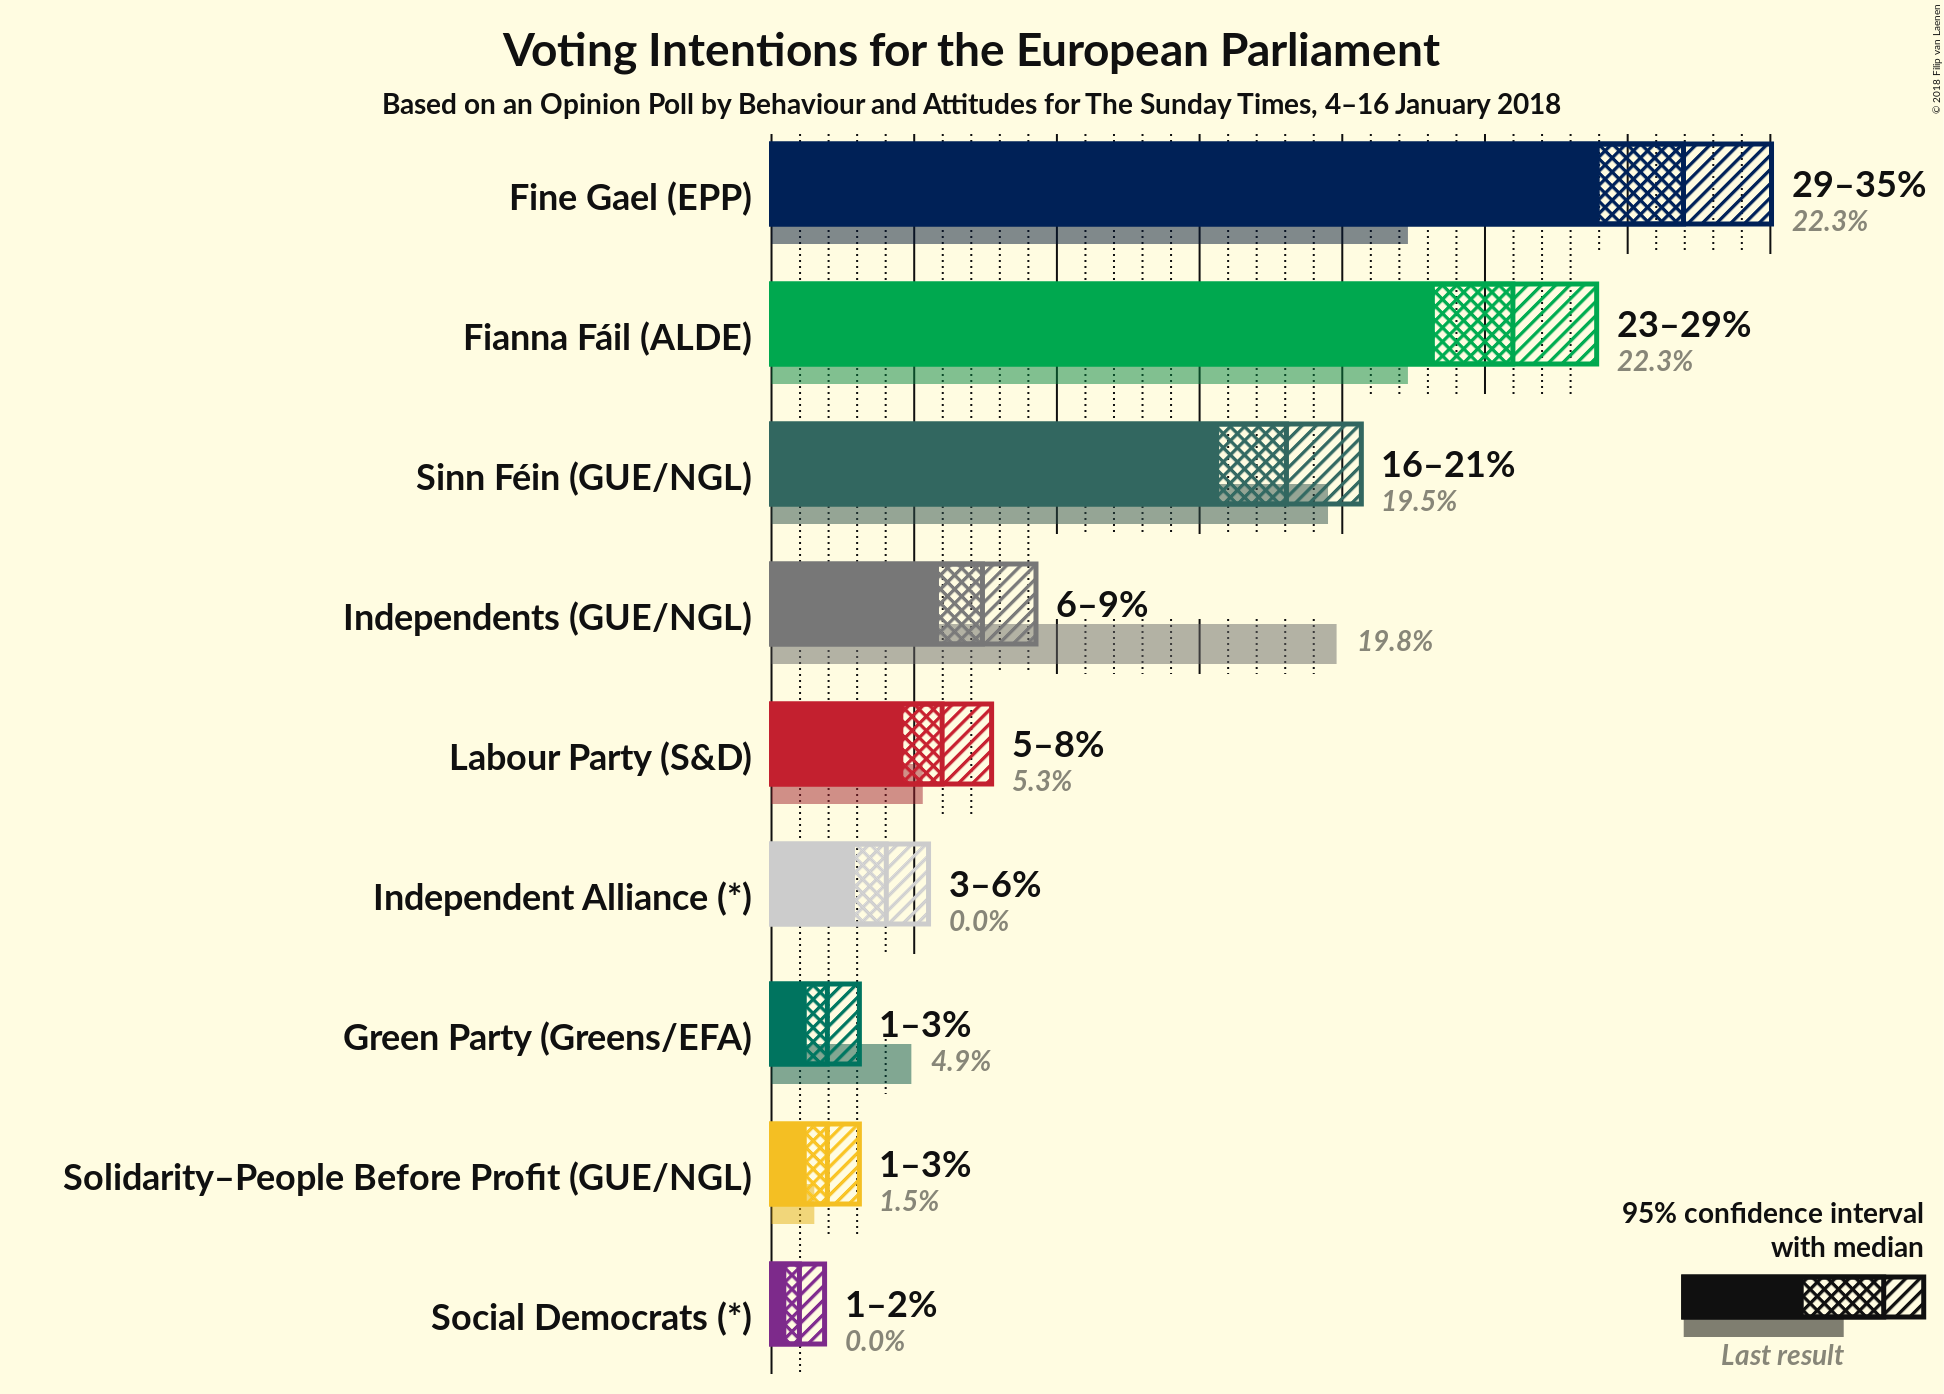 Voting Intentions for the European Parliament
Based on an Opinion Poll by Behaviour and Attitudes for The Sunday Times, 4–16 January 2018
© 2018 Filip van Laenen
Fine Gael (EPP)
29–35%
22.3%
Fianna Fáil (ALDE)
23–29%
22.3%
Sinn Féin (GUE/NGL)
16–21%
19.5%
Independents (GUE/NGL)
6–9%
19.8%
Labour Party (S&D)
5–8%
5.3%
Independent Alliance (*)
3–6%
0.0%
Green Party (Greens/EFA)
1–3%
4.9%
Solidarity–People Before Profit (GUE/NGL)
1–3%
1.5%
Social Democrats (*)
1–2%
0.0%
95% confidence interval
with median
Last result